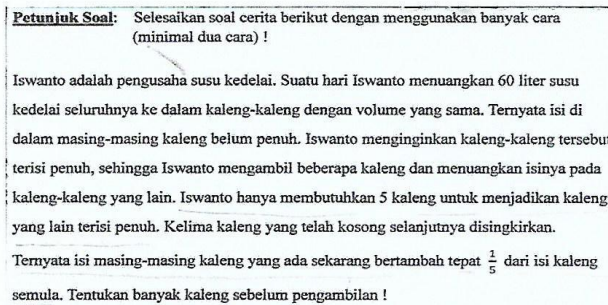 Petunjuk Soal: Selesaikan soal cerita berikut dengan menggunakan banyak cara
(minimal dua cara) !
Iswanto adalah pengusaha susu kedelai. Suatu hari Iswanto menuangkan 60 liter susu
kedelai seluruhnya ke dalam kaleng-kaleng dengan volume yang sama. Ternyata isi di
dalam masing-masing kaleng belum penuh. Iswanto menginginkan kaleng-kaleng tersebut
terisi penuh, sehingga Iswanto mengambil beberapa kaleng dan menuangkan isinya pada
kaleng-kaleng yang lain. Iswanto hanya membutuhkan 5 kaleng untuk menjadikan kaleng
yang lain terisi penuh. Kelima kaleng yang telah kosong selanjutnya disingkirkan.
Ternyata isi masing-masing kaleng yang ada sekarang bertambah tepat 1/5 dari isi kaleng
semula. Tentukan banyak kaleng sebelum pengambilan !